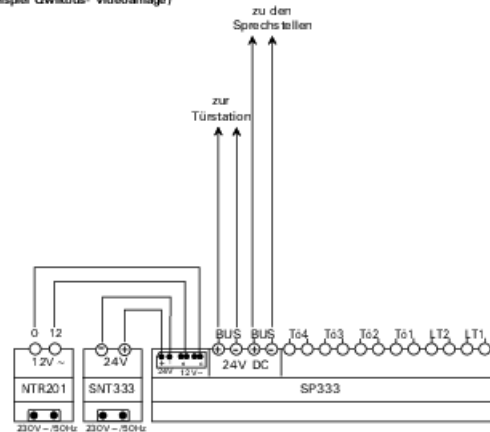 zu den
Sprechstellen
zur
Türstation
0 12
BUS BUS Tö4 Tö3 Tö2 Tö1 LT2 LT1
- + + - + -
12V ~ 24V 24V 12V~ 24V DC
NTR201 SNT333 SP333
230V~/50Hz 230V~/50Hz